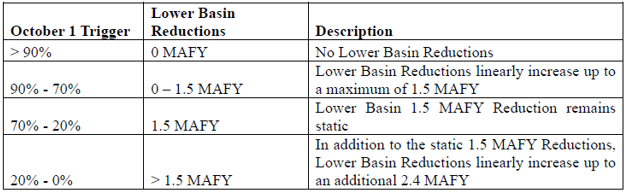 October 1 Trigger
Lower Basin
Reductions
Description
> 90%
0 MAFY
No Lower Basin Reductions
90% - 70%
0 – 1.5 MAFY
Lower Basin Reductions linearly increase up to
a maximum of 1.5 MAFY
70% - 20%
1.5 MAFY
Lower Basin 1.5 MAFY Reduction remains
static
20% - 0%
> 1.5 MAFY
In addition to the static 1.5 MAFY Reductions,
Lower Basin Reductions linearly increase up to
an additional 2.4 MAFY